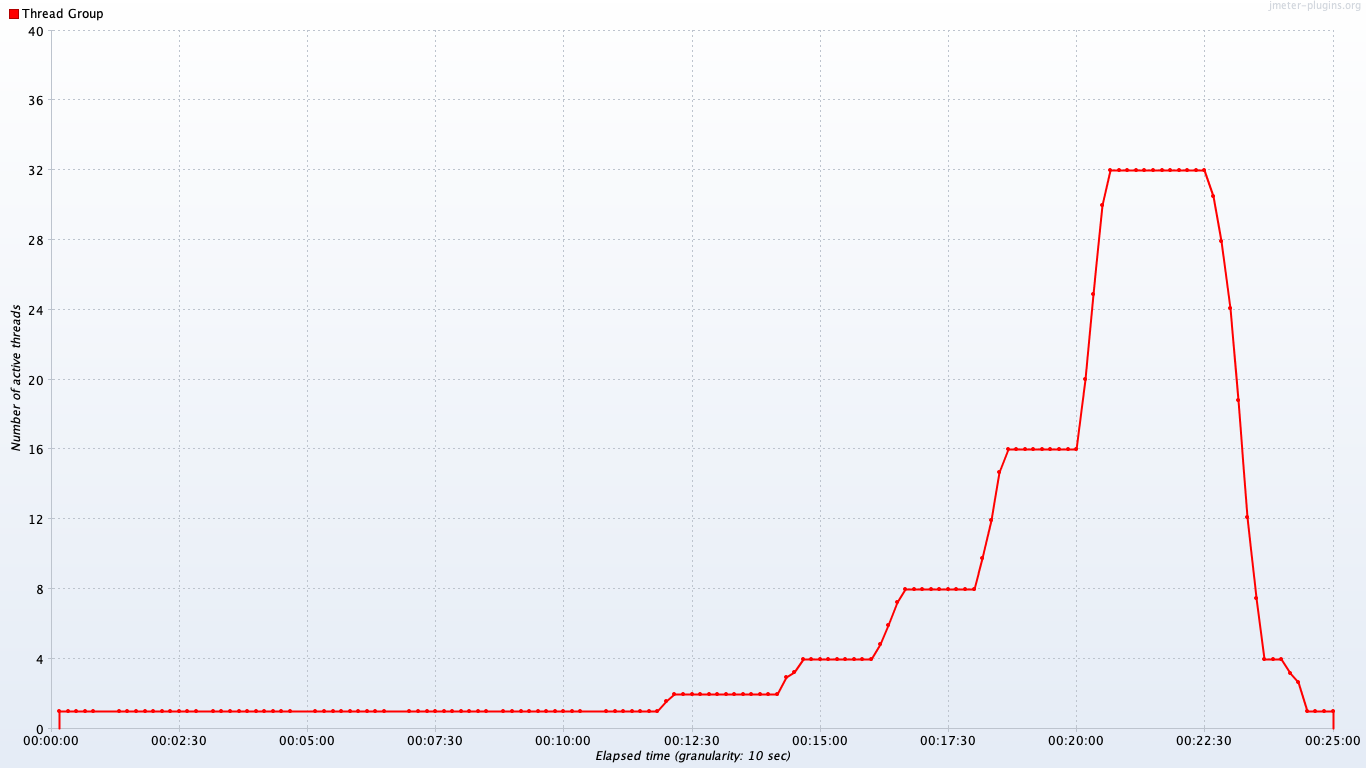 jmeter-plugins.org
Thread Group
40
36
32
28
24
20
16
12
8
4
0
Number of active threads
00:00:00 00:02:30 00:05:00 00:07:30 00:10:00 00:12:30 00:15:00 00:17:30 00:20:00 00:22:30 00:25:00
Elapsed time (granularity: 10 sec)